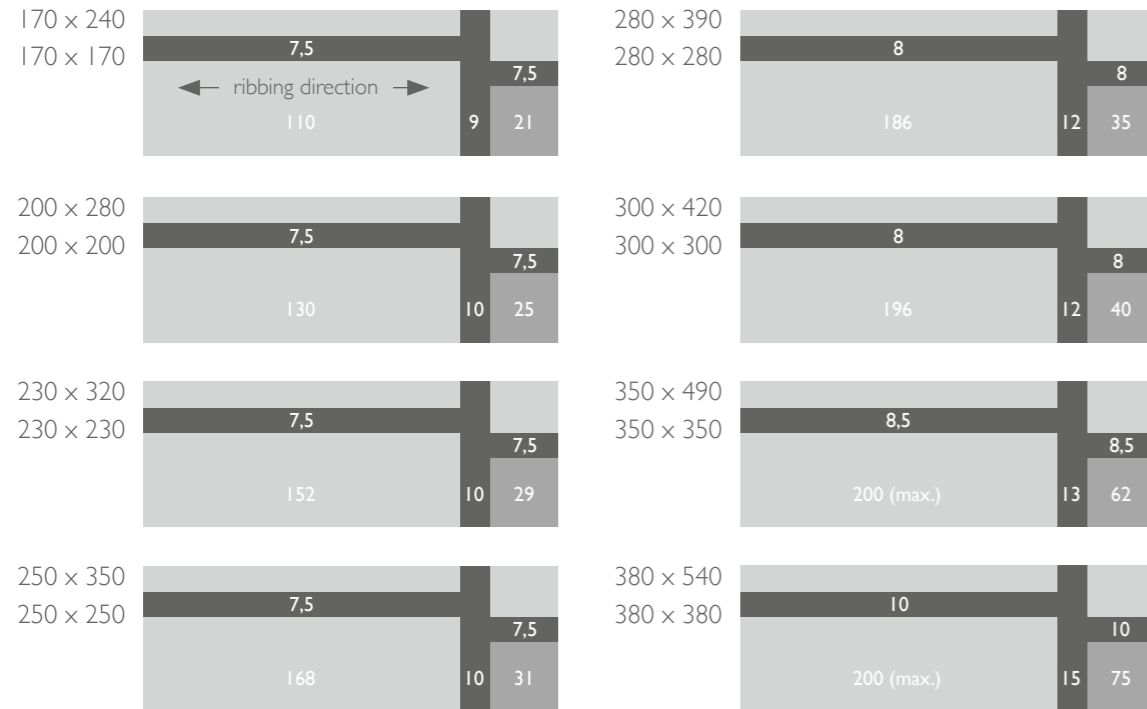 170 x 240
170 x 170
7,5
7,5
ribbing direction
110 9 21
200 x 280
200 x 200
7,5
7,5
130 10 25
230 x 320
230 x 230
7,5
7,5
152 10 29
250 x 350
250 x 250
7,5
7,5
168 10 31
280 x 390
280 x 280
8
8
186 12 35
300 x 420
300 x 300
8
8
196 12 40
350 x 490
350 x 350
8,5
8,5
200 (max.) 13 62
380 x 540
380 x 380
10
10
200 (max.) 15 75